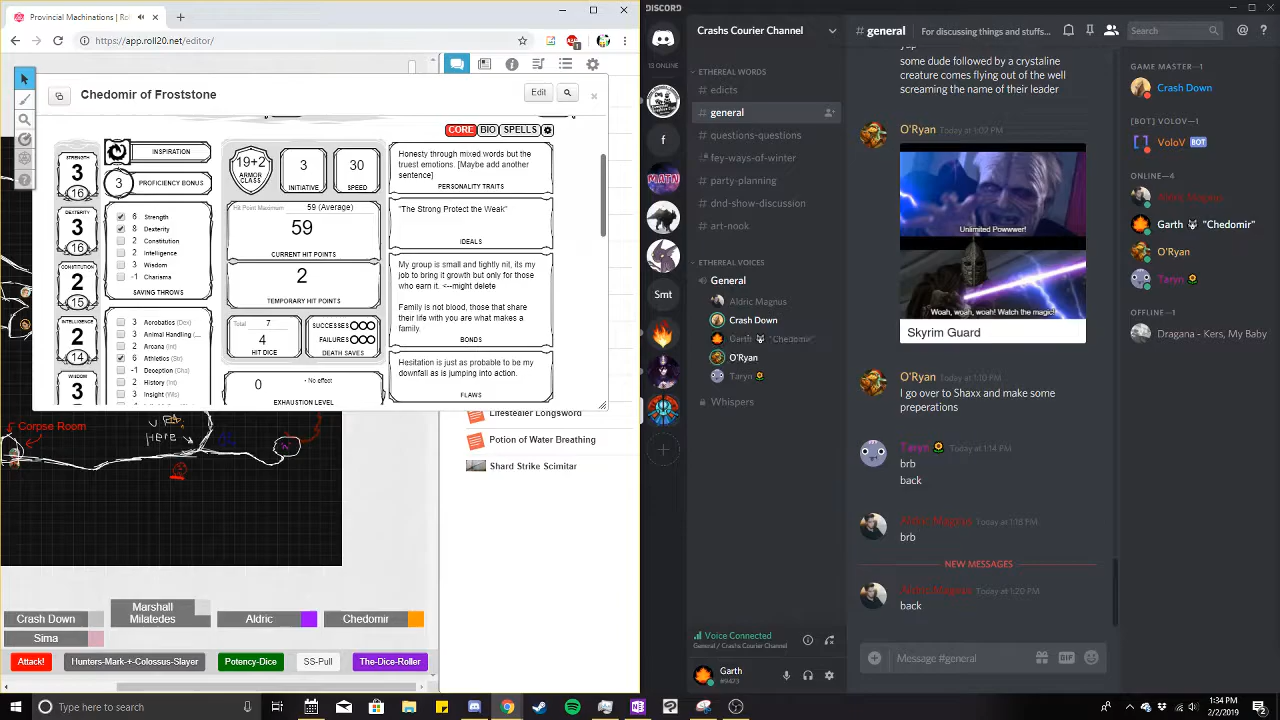 Provincial Machinations | Rol
https://app.roll20.net/editor/
Chedomir of Froststone
Edit
CORE
BIO
SPELLS
STRENGTH
3
16
DEXTERITY
3
16
CONSTITUTION
2
15
INTELLIGENCE
2
14
WISDOM
3
INSPIRATION
3
PROFICIENCY BONUS
6 Strength
8 Dexterity
2 Constitution
2 Intelligence
3 Wisdom
-1 Charisma
SAVING THROWS
3 Acrobatics (Dex)
3 Animal Handling (...
2 Arcana (Int)
6 Athletics (Str)
-1 Deception (Cha)
2 History (Int)
3 Insight (Wis)
19+2
ARMOR CLASS
3
INITIATIVE
30
SPEED
Hit Point Maximum 59 (Average)
59
CURRENT HIT POINTS
2
TEMPORARY HIT POINTS
Total 7
4
HIT DICE
SUCCESSES
FAILURES
DEATH SAVES
0
No effect
EXHAUSTION LEVEL
Honesty through mixed words but the
truest emotions. [Maybe add another
sentence]
PERSONALITY TRAITS
"The Strong Protect the Weak"
IDEALS
My group is small and tightly nit, its my
job to bring it growth but only for those
who earn it. <--might delete
Family is not blood, those that share
their life with you are what makes a
family.
BONDS
Hesitation is just as probable to be my
downfall as is jumping into action.
FLAWS
Corpse Room
Here
Lifestealer Longsword
Potion of Water Breathing
Shard Strike Scimitar
Crash Down
Marshall
Milatedes
Aldric
Chedomir
Sima
Attack!
Hunters-Mark-+-Colossus-Slayer
Potency-Dice
SS-Pull
The-Dice-Roller
DISCORD
13 ONLINE
f
MATN
Smt
Crashs Courier Channel
ETHEREAL WORDS
# edicts
# general
# questions-questions
fey-ways-of-winter
# party-planning
# dnd-show-discussion
# art-nook
ETHEREAL VOICES
General
Aldric Magnus
Crash Down
Garth "Chedomir"
O'Ryan
Taryn
Whispers
Voice Connected
General / Crashs Courier Channel
Garth
#9473
# general
For discussing things and stuffs...
Search
yup
some dude followed by a crystaline
creature comes flying out of the well
screaming the name of their leader
O'Ryan Today at 1:02 PM
Unlimited Powwwer!
Woah, woah, woah! Watch the magic!
Skyrim Guard
O'Ryan Today at 1:10 PM
I go over to Shaxx and make some
preperations
Taryn Today at 1:14 PM
brb
back
Aldric Magnus Today at 1:18 PM
brb
NEW MESSAGES
Aldric Magnus Today at 1:20 PM
back
Message #general
GIF
GAME MASTER—1
Crash Down
[BOT] VOLOV—1
VoloV BOT
ONLINE—4
Aldric Magnus
Garth "Chedomir"
O'Ryan
Taryn
OFFLINE—1
Dragana - Kers, My Baby
Type here to search
1:34 PM
2/2/2019